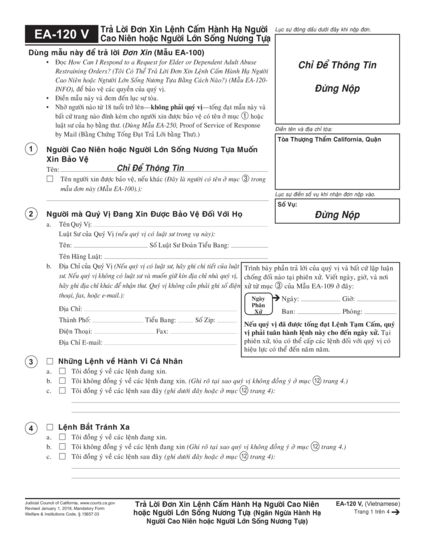 EA-120 V
Trả Lời Đơn Xin Lệnh Cấm Hành Hạ Người
Cao Niên hoặc Người Lớn Sống Nương Tựa
Lục sự đóng dấu dưới đây khi nộp đơn.
Chỉ Để Thông Tin
Đừng Nộp
Dùng mẫu này để trả lời Đơn Xin (Mẫu EA-100)
• Đọc How Can I Respond to a Request for Elder or Dependent Adult Abuse
Restraining Orders? (Tôi Có Thể Trả Lời Đơn Xin Lệnh Cấm Hành Hạ Người
Cao Niên hoặc Người Lớn Sống Nương Tựa Bằng Cách Nào?) (Mẫu EA-120-
INFO), để bảo vệ các quyền của quý vị.
• Điền mẫu này và đem đến lục sự tòa.
• Nhờ người nào từ 18 tuổi trở lên—không phải quý vị—tống đạt mẫu này và
bất cứ trang nào đính kèm cho người xin được bảo vệ có tên ở mục 1 hoặc
luật sư của họ bằng thư. (Dùng Mẫu EA-250, Proof of Service of Response
by Mail (Bằng Chứng Tống Đạt Trả Lời bằng Thư).)
Điền tên và địa chỉ tòa:
Tòa Thượng Thẩm California, Quận
Lục sự điền số vụ khi nhận đơn nộp vào.
Số Vụ:
Đừng Nộp
1 Người Cao Niên hoặc Người Lớn Sống Nương Tựa Muốn
Xin Bảo Vệ
Tên: Chỉ Để Thông Tin
☐ Tên người xin được bảo vệ, nếu khác (Đây là người có tên ở mục 3 trong
mẫu đơn này (Mẫu EA-100).):
2 Người mà Quý Vị Đang Xin Được Bảo Vệ Đối Với Họ
a. Tên Quý Vị:
Luật Sư của Quý Vị (nếu quý vị có luật sư trong vụ này):
Tên: Số Luật Sư Đoàn Tiểu Bang:
Tên Hãng Luật:
b. Địa Chỉ của Quý Vị (Nếu quý vị có luật sư, hãy ghi chi tiết của luật
sư. Nếu quý vị không có luật sư và muốn giữ kín địa chỉ nhà quý vị,
hãy ghi địa chỉ khác để nhận thư. Quý vị không cần phải ghi số điện
thoại, fax, hoặc e-mail.):
Địa Chỉ:
Thành Phố: Tiểu Bang: Số Zip:
Điện Thoại: Fax:
Địa Chỉ E-mail:
Trình bày phần trả lời của quý vị và bất cứ lập luận
chống đối nào tại phiên xử. Viết ngày, giờ, và nơi
xử từ mục 3 của Mẫu EA-109 ở đây:
Ngày
Phân
Xử
Ngày: Giờ:
Ban: Phòng:
Nếu quý vị đã được tống đạt Lệnh Tạm Cấm, quý
vị phải tuân hành lệnh này cho đến ngày xử. Tại
phiên xử, tòa có thể cấp các lệnh đối với quý vị có
hiệu lực có thể đến năm năm.
3 ☐ Những Lệnh về Hành Vi Cá Nhân
a. ☐ Tôi đồng ý về các lệnh đang xin.
b. ☐ Tôi không đồng ý về các lệnh đang xin. (Ghi rõ tại sao quý vị không đồng ý ở mục 12 trang 4.)
c. ☐ Tôi đồng ý về các lệnh sau đây (ghi dưới đây hoặc ở mục 12 trang 4):
4 ☐ Lệnh Bắt Tránh Xa
a. ☐ Tôi đồng ý về các lệnh đang xin.
b. ☐ Tôi không đồng ý về các lệnh đang xin (Ghi rõ tại sao quý vị không đồng ý ở mục 12 trang 4.)
c. ☐ Tôi đồng ý về các lệnh sau đây (ghi dưới đây hoặc ở mục 12 trang 4):
Judicial Council of California, www.courts.ca.gov
Revised January 1, 2016, Mandatory Form
Welfare & Institutions Code, § 15657.03
Trả Lời Đơn Xin Lệnh Cấm Hành Hạ Người Cao Niên
hoặc Người Lớn Sống Nương Tựa (Ngăn Ngừa Hành Hạ
Người Cao Niên hoặc Người Lớn Sống Nương Tựa)
EA-120 V, (Vietnamese)
Trang 1 trên 4 →